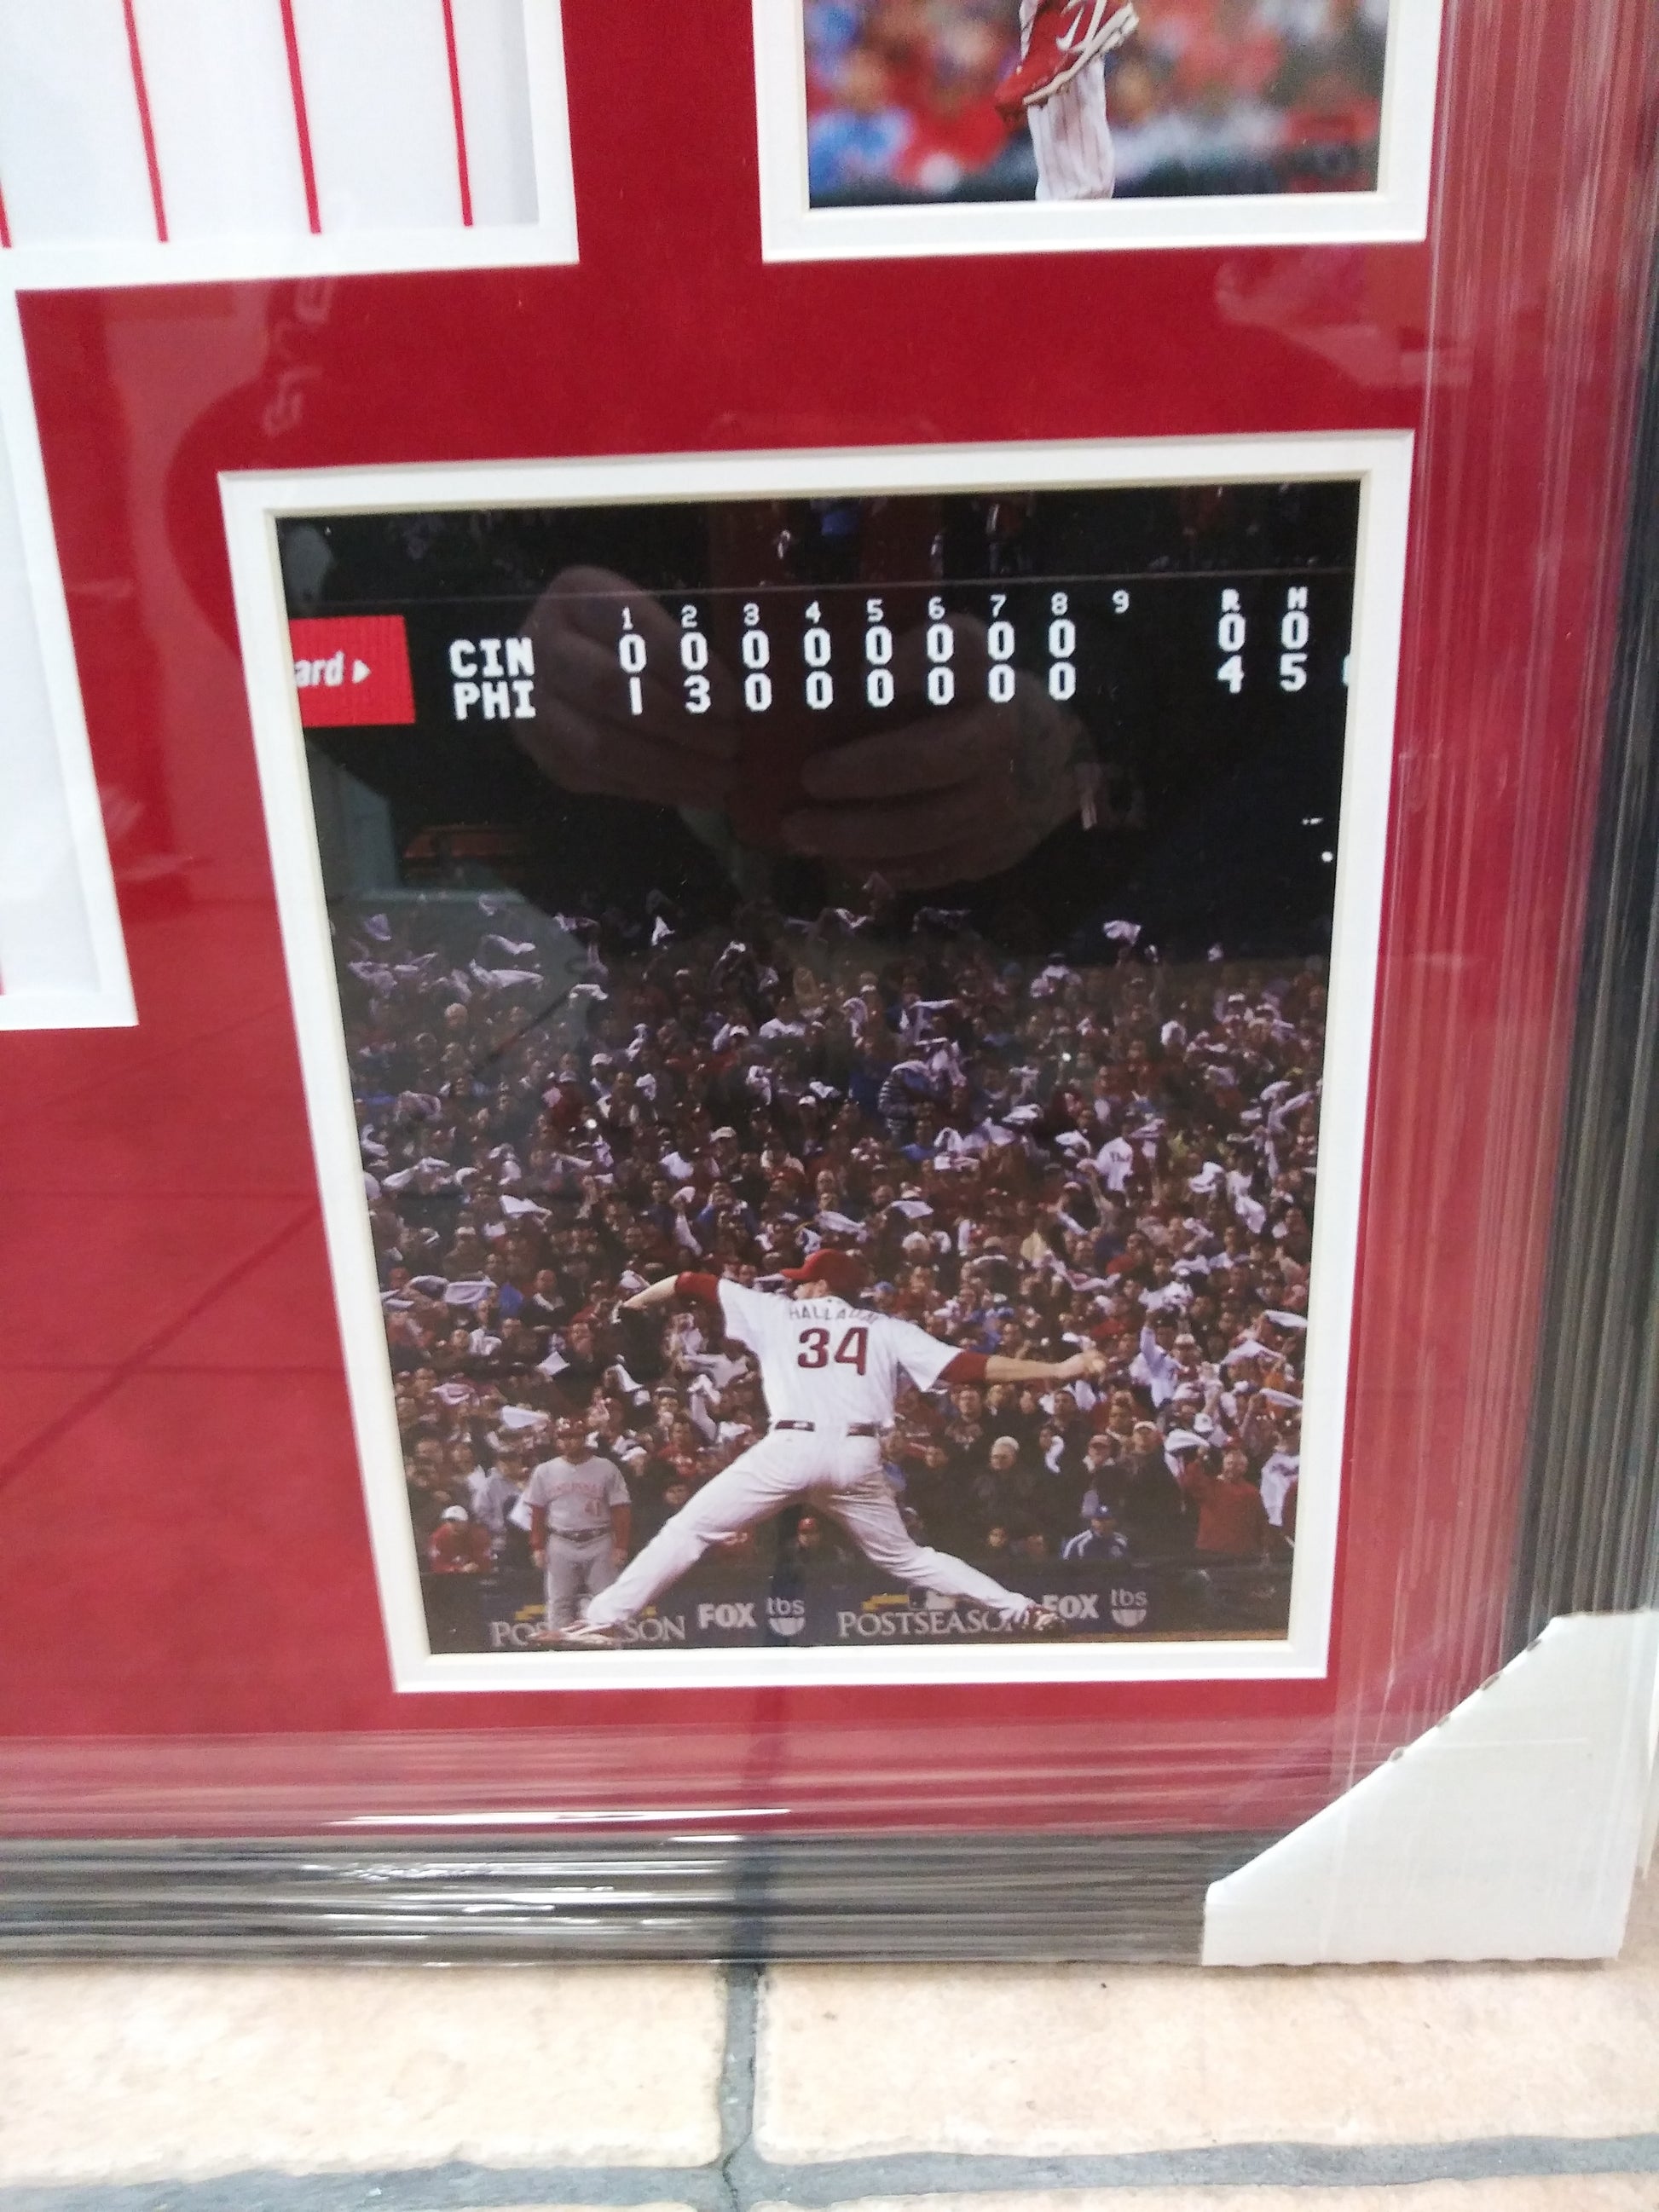 1 2 3 4 5 6 7 8 9 R H
ard
CIN 0 0 0 0 0 0 0 0 0 0
PHI 1 3 0 0 0 0 0 0 4 5
HALLADAY
34
41
POSTSEASON FOX tbs POSTSEASON FOX tbs